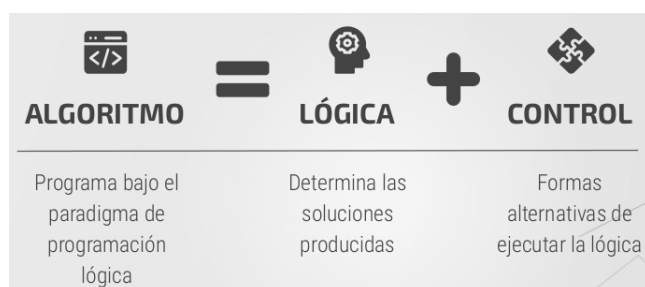 </>
ALGORITMO = LÓGICA + CONTROL
Programa bajo el
paradigma de
programación
lógica
Determina las
soluciones
producidas
Formas
alternativas de
ejecutar la lógica